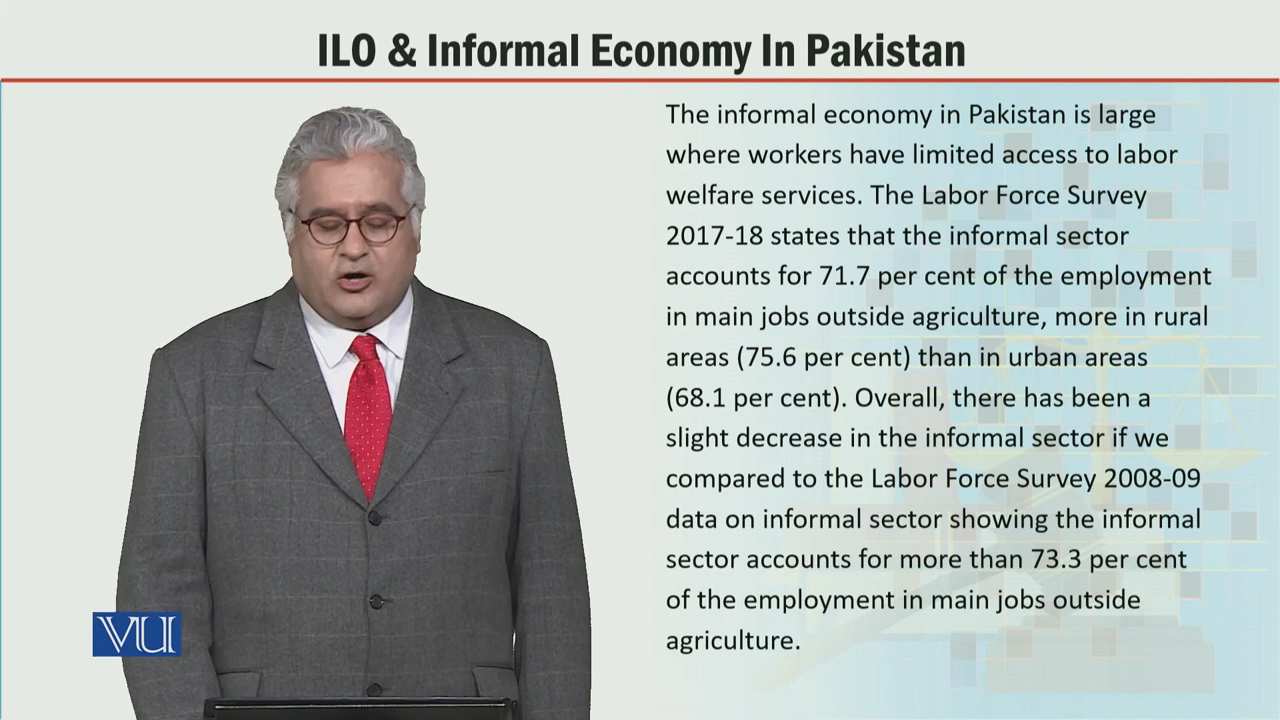 ILO & Informal Economy In Pakistan
The informal economy in Pakistan is large
where workers have limited access to labor
welfare services. The Labor Force Survey
2017-18 states that the informal sector
accounts for 71.7 per cent of the employment
in main jobs outside agriculture, more in rural
areas (75.6 per cent) than in urban areas
(68.1 per cent). Overall, there has been a
slight decrease in the informal sector if we
compared to the Labor Force Survey 2008-09
data on informal sector showing the informal
sector accounts for more than 73.3 per cent
of the employment in main jobs outside
agriculture.
VU